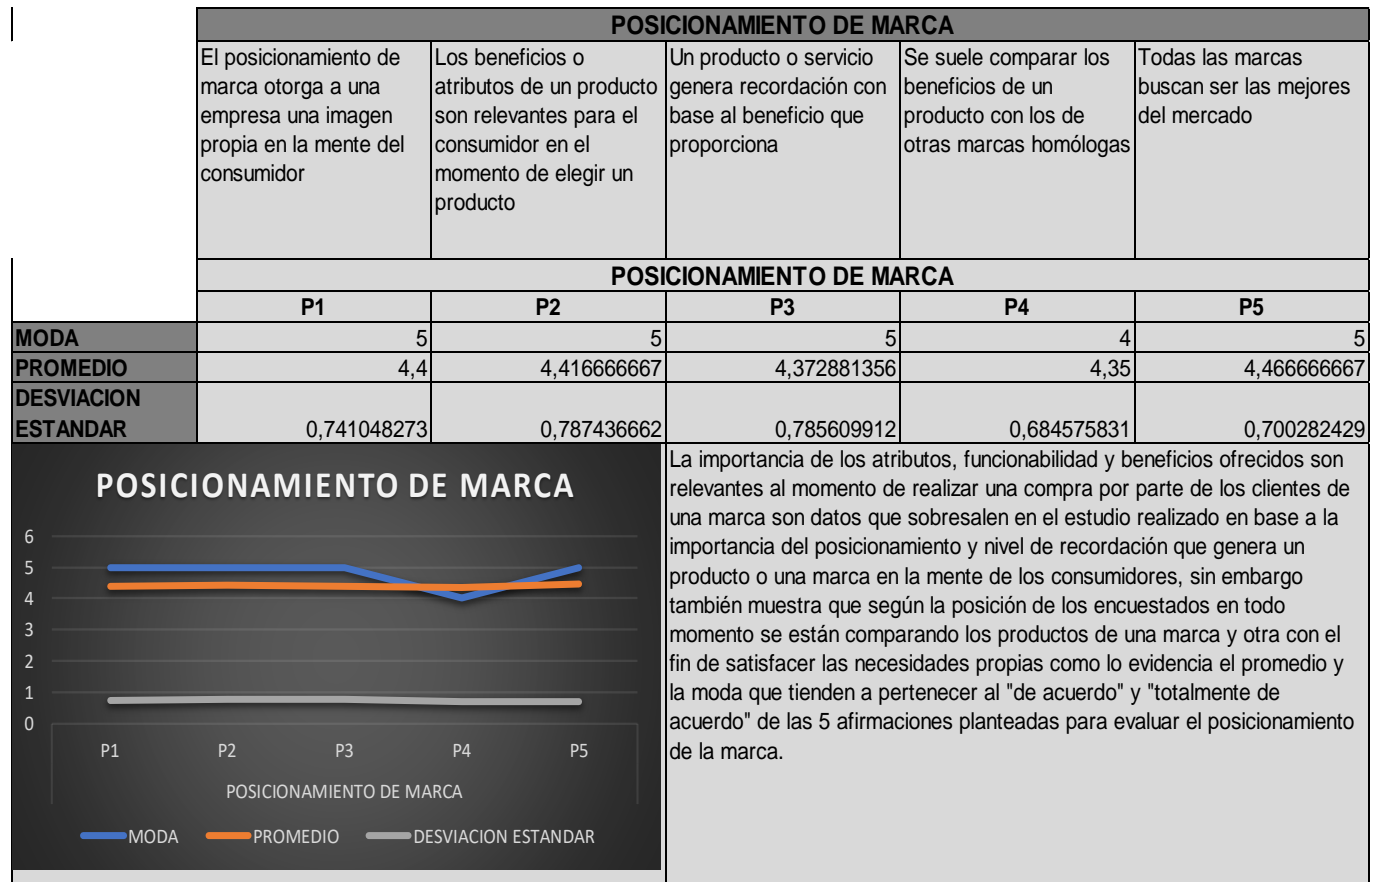 POSICIONAMIENTO DE MARCA
El posicionamiento de
marca otorga a una
empresa una imagen
propia en la mente del
consumidor
Los beneficios o
atributos de un producto
son relevantes para el
consumidor en el
momento de elegir un
producto
Un producto o servicio
genera recordación con
base al beneficio que
proporciona
Se suele comparar los
beneficios de un
producto con los de
otras marcas homólogas
Todas las marcas
buscan ser las mejores
del mercado
POSICIONAMIENTO DE MARCA
P1 P2 P3 P4 P5
MODA 5 5 5 4 5
PROMEDIO 4,4 4,416666667 4,372881356 4,35 4,466666667
DESVIACION
ESTANDAR 0,741048273 0,787436662 0,785609912 0,684575831 0,700282429
POSICIONAMIENTO DE MARCA
6
5
4
3
2
1
0
P1 P2 P3 P4 P5
POSICIONAMIENTO DE MARCA
MODA PROMEDIO DESVIACION ESTANDAR
La importancia de los atributos, funcionabilidad y beneficios ofrecidos son
relevantes al momento de realizar una compra por parte de los clientes de
una marca son datos que sobresalen en el estudio realizado en base a la
importancia del posicionamiento y nivel de recordación que genera un
producto o una marca en la mente de los consumidores, sin embargo
también muestra que según la posición de los encuestados en todo
momento se están comparando los productos de una marca y otra con el
fin de satisfacer las necesidades propias como lo evidencia el promedio y
la moda que tienden a pertenecer al "de acuerdo" y "totalmente de
acuerdo" de las 5 afirmaciones planteadas para evaluar el posicionamiento
de la marca.